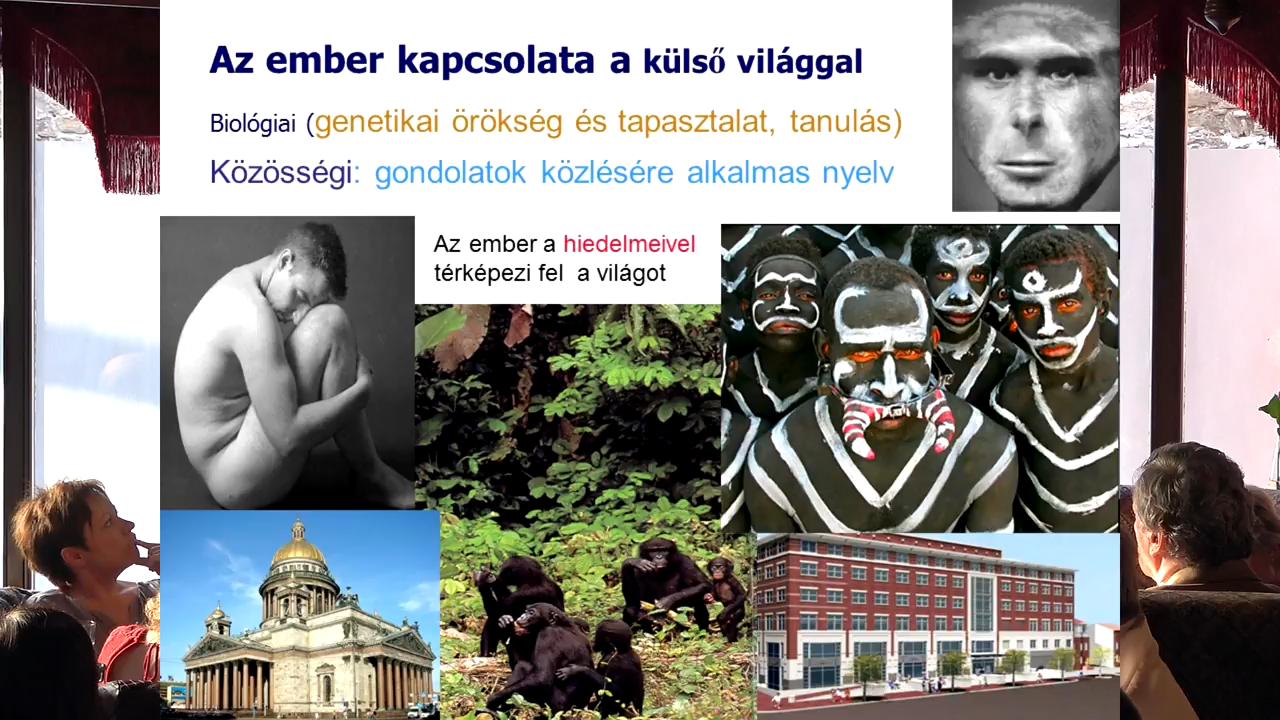 Az ember kapcsolata a külső világgal
Biológiai (genetikai örökség és tapasztalat, tanulás)
Közösségi: gondolatok közlésére alkalmas nyelv
Az ember a hiedelmeivel
térképezi fel a világot